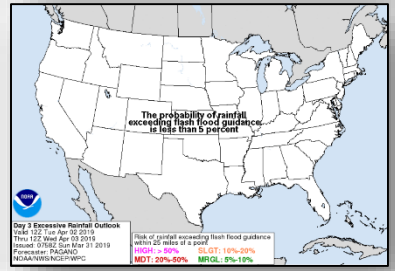 The probability of rainfall
exceeding flash flood guidance
is less than 5 percent
NOAA
Day 3 Excessive Rainfall Outlook
Valid 12Z Tue Apr 02 2019
Thru 12Z Wed Apr 03 2019
Issued: 0758Z Sun Mar 31 2019
Forecaster: PAGANO
NOAA/NWS/NCEP/WPC
Risk of rainfall exceeding flash flood guidance
within 25 miles of a point
HIGH: > 50% SLGT: 10%-20%
MDT: 20%-50% MRGL: 5%-10%